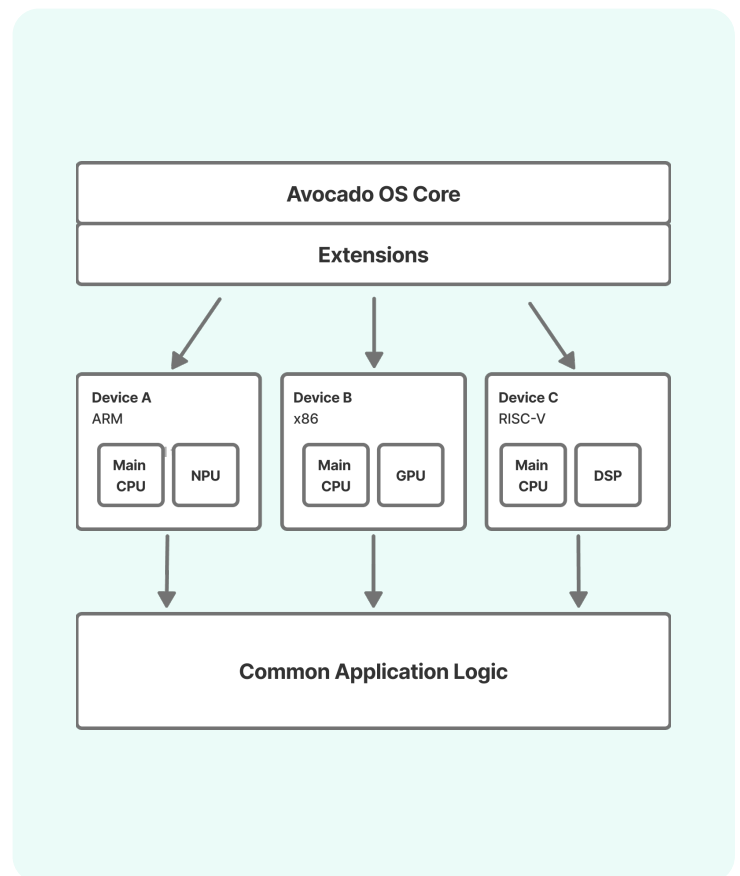 Avocado OS Core
Extensions
Device A
ARM
Main
CPU
NPU
Device B
x86
Main
CPU
GPU
Device C
RISC-V
Main
CPU
DSP
Common Application Logic